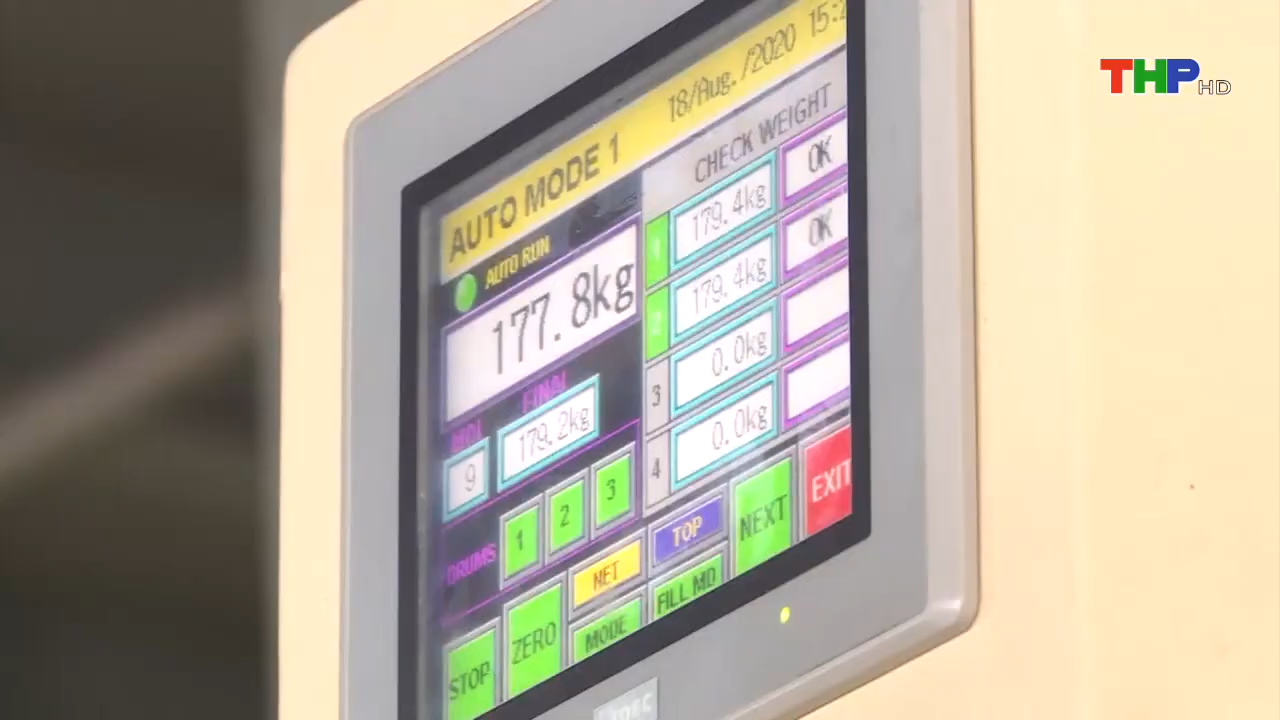 THP HD
AUTO MODE 1 18/Aug./2020 15:2
AUTO RUN
CHECK WEIGHT
177.8kg
1 179.4kg OK
2 179.4kg OK
3 0.0kg
4 0.0kg
FINAL
9 179.2kg
DRUMS 1 2 3
NET TOP NEXT EXIT
STOP ZERO MODE FILL MD